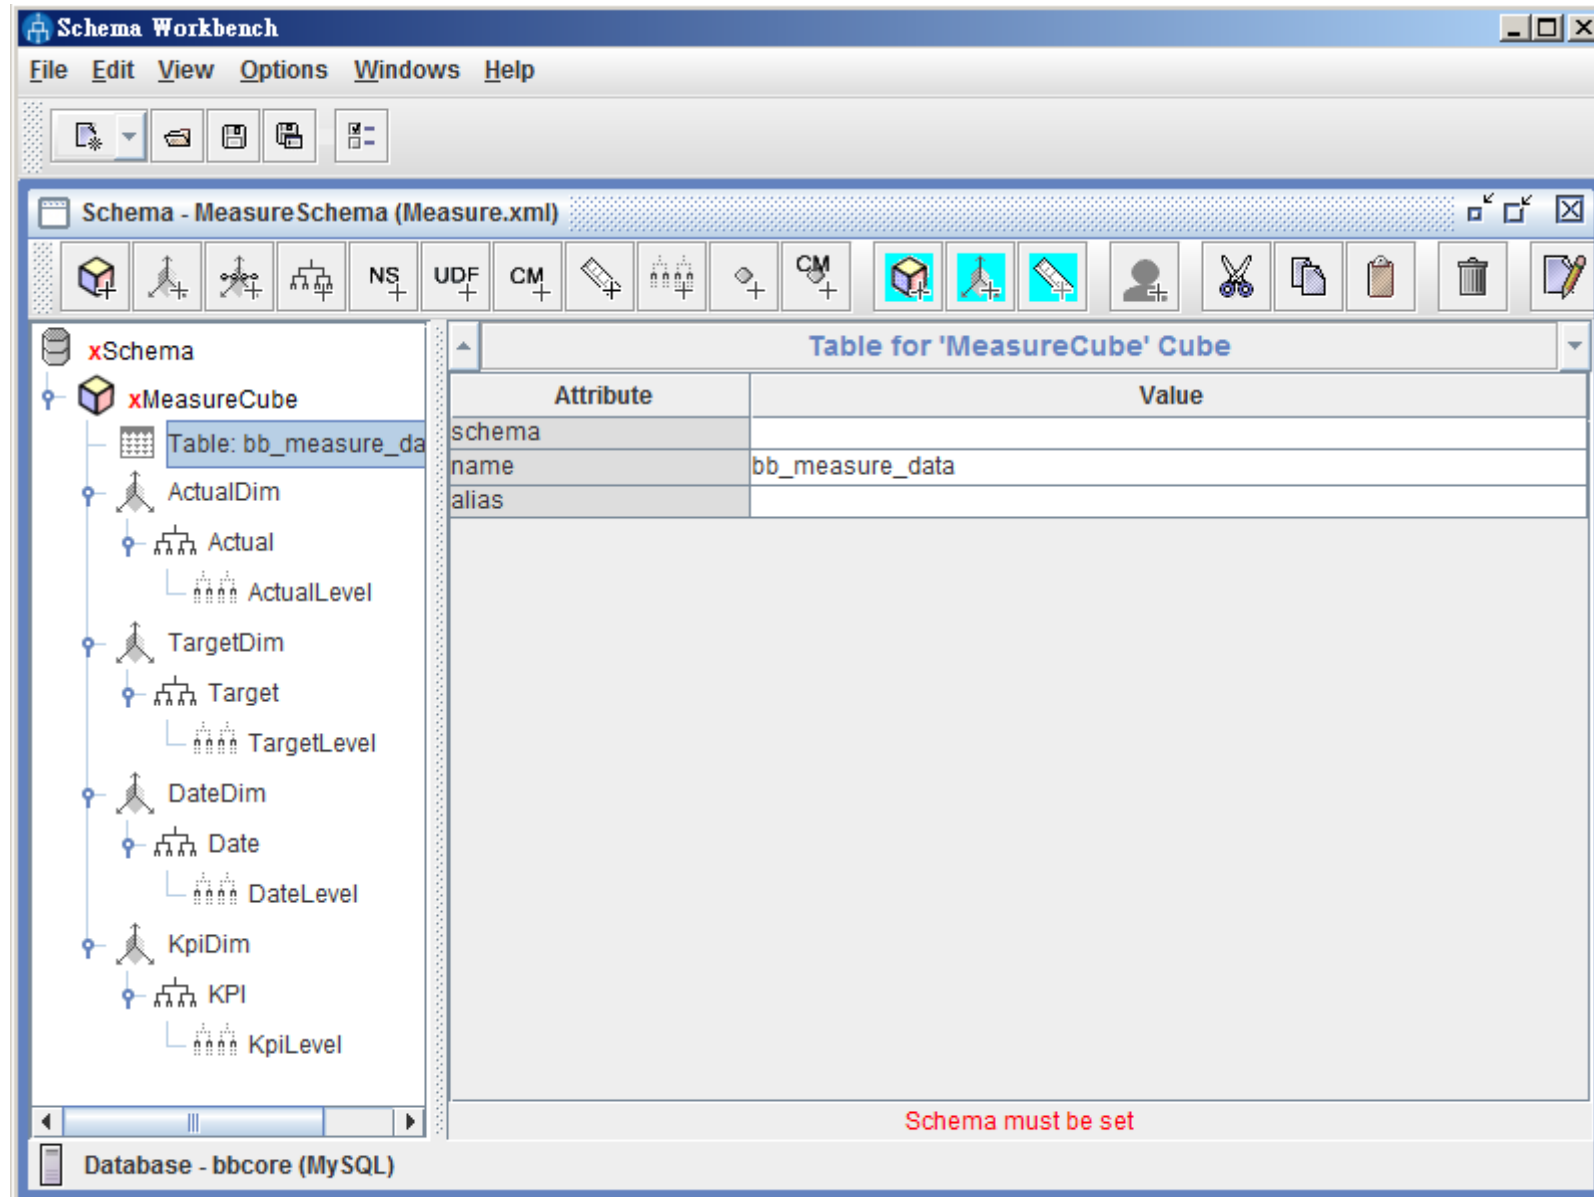 Schema Workbench
File Edit View Options Windows Help
Schema - MeasureSchema (Measure.xml)
NS UDF CM CM
xSchema
xMeasureCube
Table: bb_measure_da
ActualDim
Actual
ActualLevel
TargetDim
Target
TargetLevel
DateDim
Date
DateLevel
KpiDim
KPI
KpiLevel
Table for 'MeasureCube' Cube
Attribute Value
schema
name bb_measure_data
alias
Schema must be set
Database - bbcore (MySQL)